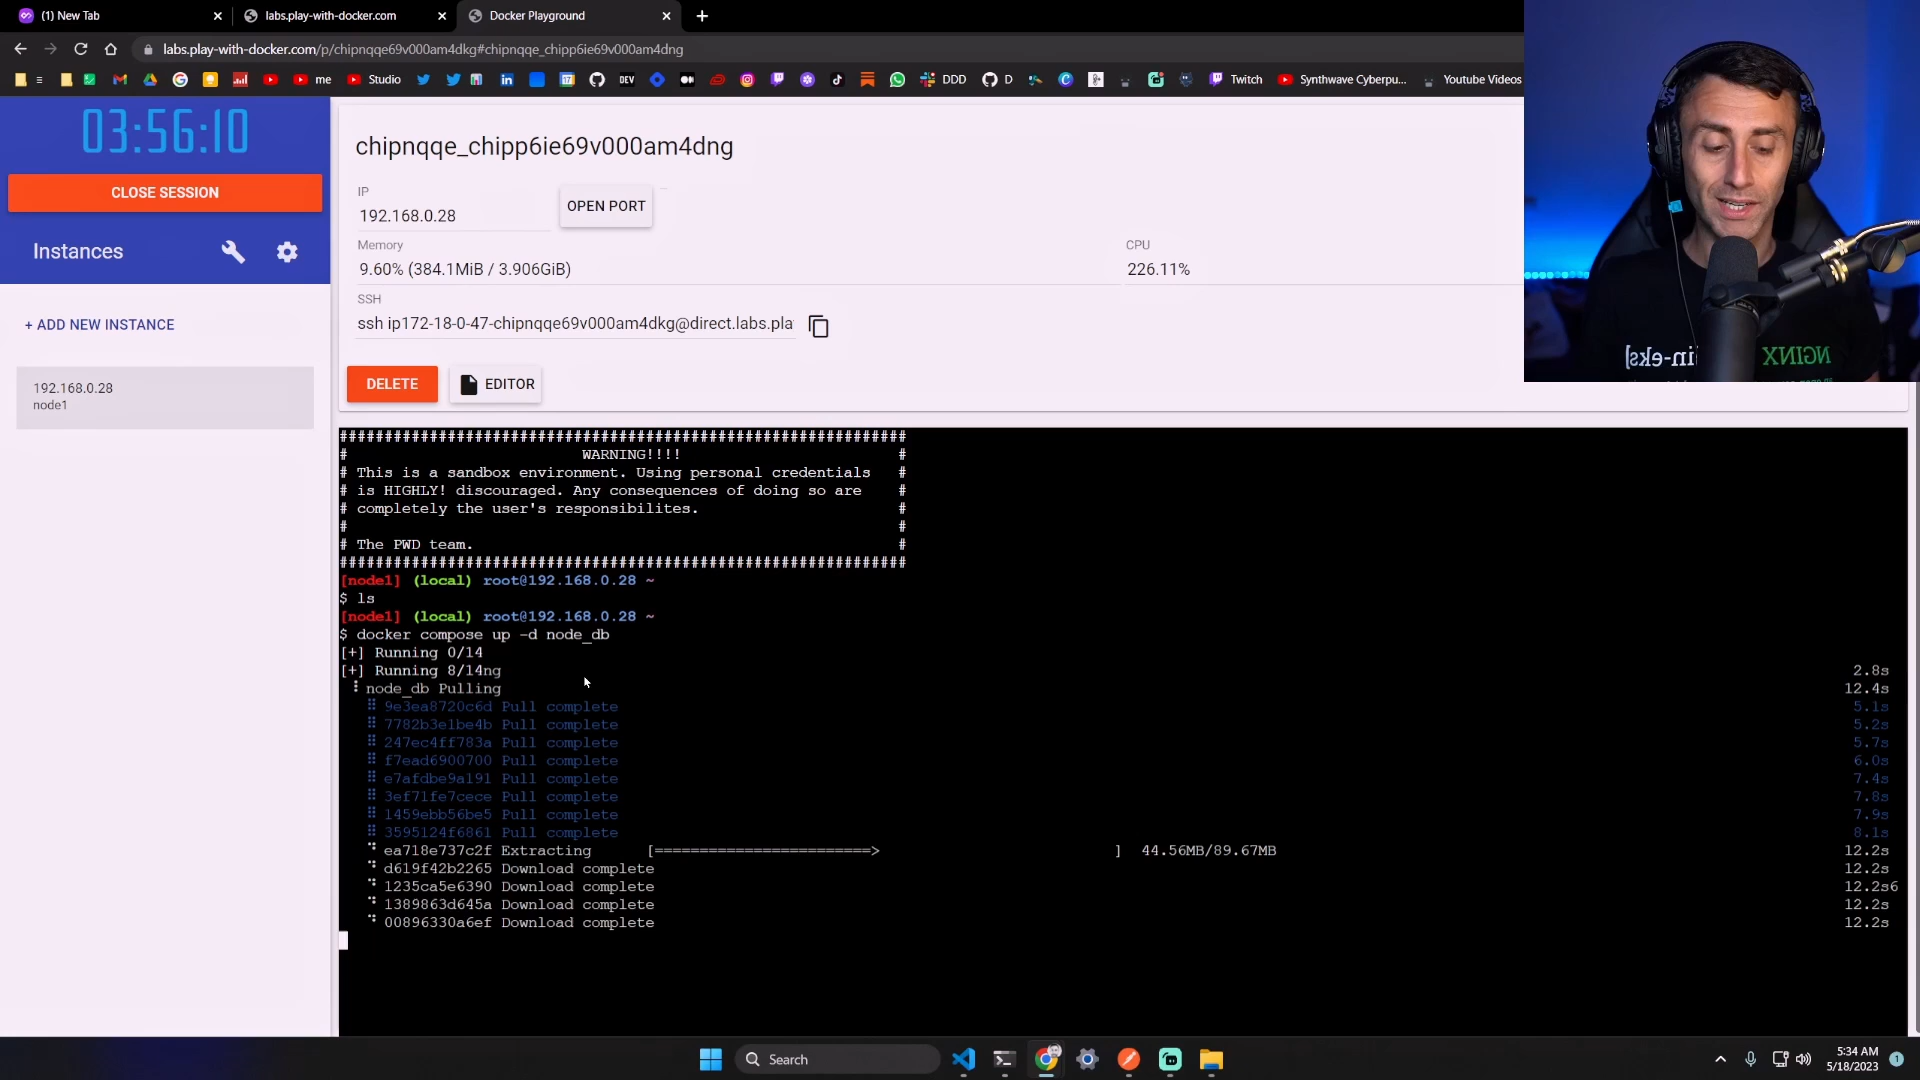 (1) New Tab
labs.play-with-docker.com
Docker Playground
labs.play-with-docker.com/p/chipnqqe69v000am4dkg#chipnqqe_chipp6ie69v000am4dng
me
Studio
DEV
DDD
D
Twitch
Synthwave Cyberpu...
Youtube Videos
03:56:10
CLOSE SESSION
Instances
+ ADD NEW INSTANCE
192.168.0.28
node1
chipnqqe_chipp6ie69v000am4dng
IP
192.168.0.28
OPEN PORT
Memory
9.60% (384.1MiB / 3.906GiB)
CPU
226.11%
SSH
ssh ip172-18-0-47-chipnqqe69v000am4dkg@direct.labs.pla
DELETE
EDITOR
NGINX
###############################################################
# WARNING!!!! #
# This is a sandbox environment. Using personal credentials #
# is HIGHLY! discouraged. Any consequences of doing so are #
# completely the user's responsibilites. #
# #
# The PWD team. #
###############################################################
[node1] (local) root@192.168.0.28 ~
$ ls
[node1] (local) root@192.168.0.28 ~
$ docker compose up -d node_db
[+] Running 0/14
[+] Running 8/14ng 2.8s
node_db Pulling 12.4s
9e3ea8720c6d Pull complete 5.1s
7782b3e1be4b Pull complete 5.2s
247ec4ff783a Pull complete 5.7s
f7ead6900700 Pull complete 6.0s
e7afdbe9a191 Pull complete 7.4s
3ef71fe7cece Pull complete 7.8s
1459ebb56be5 Pull complete 7.9s
3595124f6861 Pull complete 8.1s
ea718e737c2f Extracting [========================> ] 44.56MB/89.67MB 12.2s
d619f42b2265 Download complete 12.2s
1235ca5e6390 Download complete 12.2s6
1389863d645a Download complete 12.2s
00896330a6ef Download complete 12.2s
Search
5:34 AM
5/18/2023
1